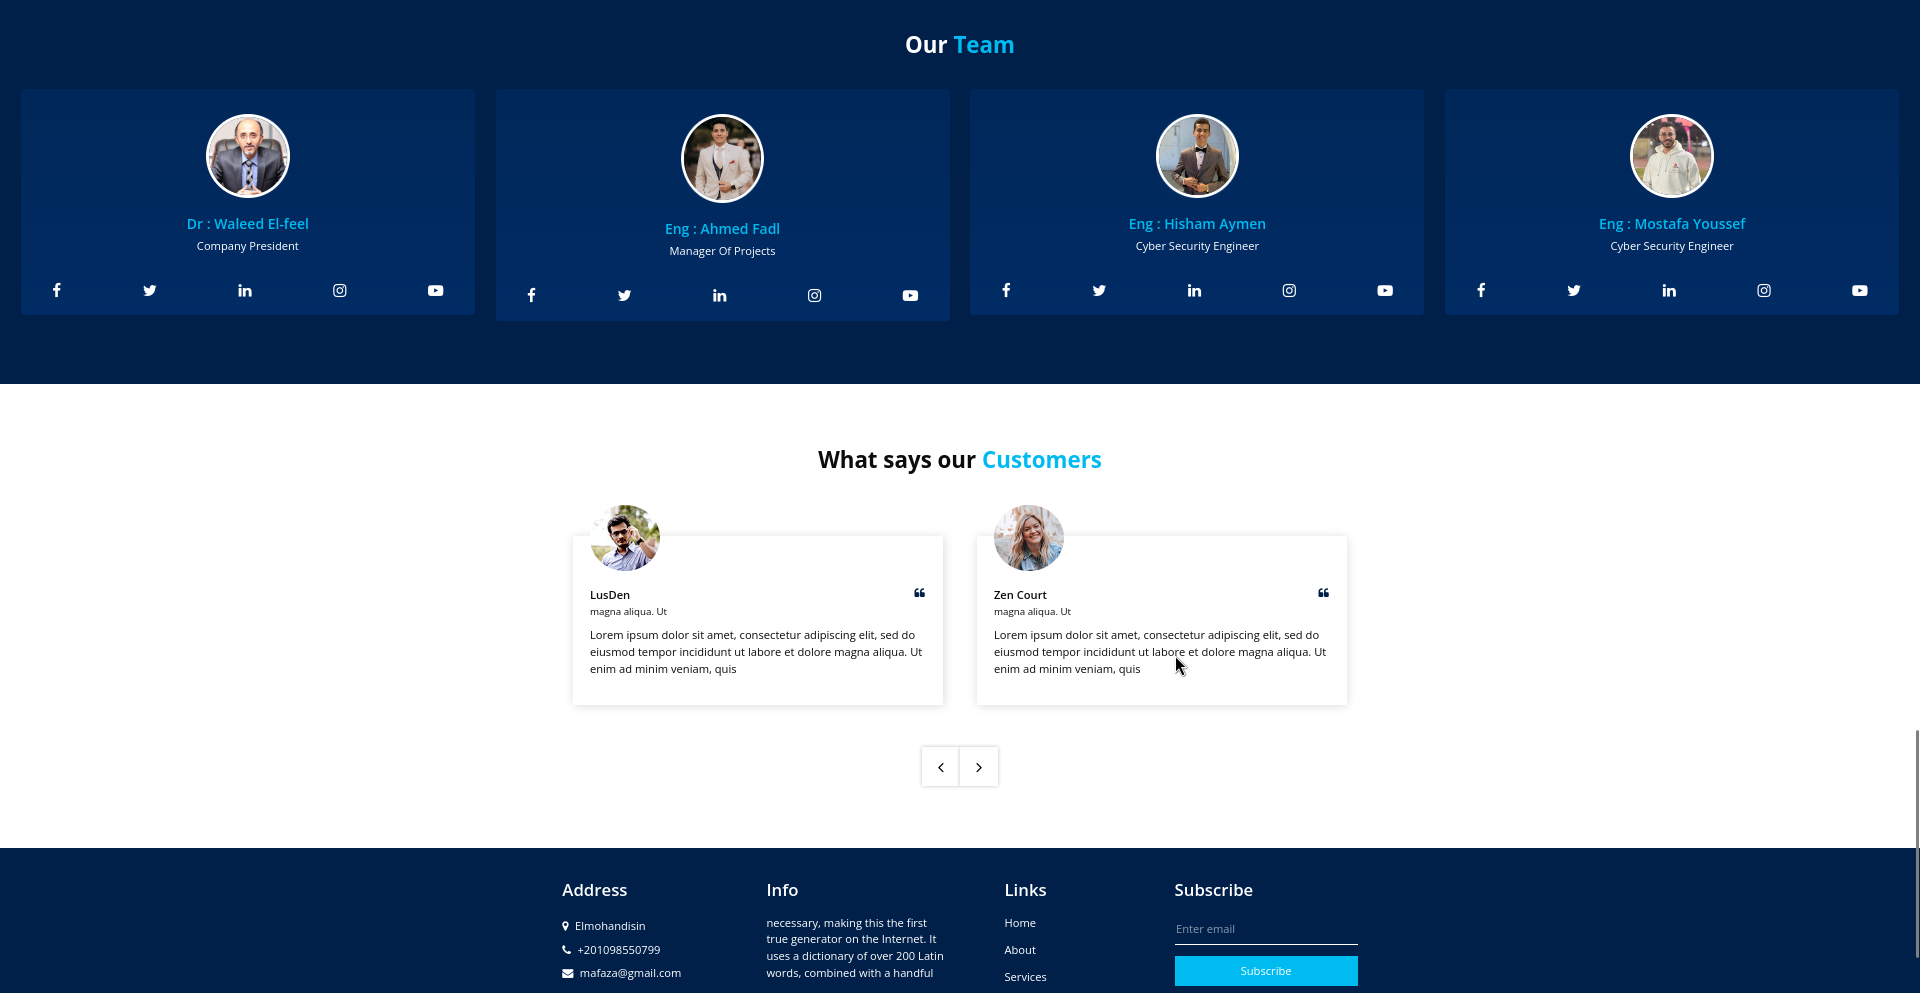 Our Team
Dr : Waleed El-feel
Company President
Eng : Ahmed Fadl
Manager Of Projects
Eng : Hisham Aymen
Cyber Security Engineer
Eng : Mostafa Youssef
Cyber Security Engineer
What says our Customers
LusDen
magna aliqua. Ut
Lorem ipsum dolor sit amet, consectetur adipiscing elit, sed do
eiusmod tempor incididunt ut labore et dolore magna aliqua. Ut
enim ad minim veniam, quis
Zen Court
magna aliqua. Ut
Lorem ipsum dolor sit amet, consectetur adipiscing elit, sed do
eiusmod tempor incididunt ut labore et dolore magna aliqua. Ut
enim ad minim veniam, quis
Address
Elmohandisin
+201098550799
mafaza@gmail.com
Info
necessary, making this the first
true generator on the Internet. It
uses a dictionary of over 200 Latin
words, combined with a handful
Links
Home
About
Services
Subscribe
Enter email
Subscribe